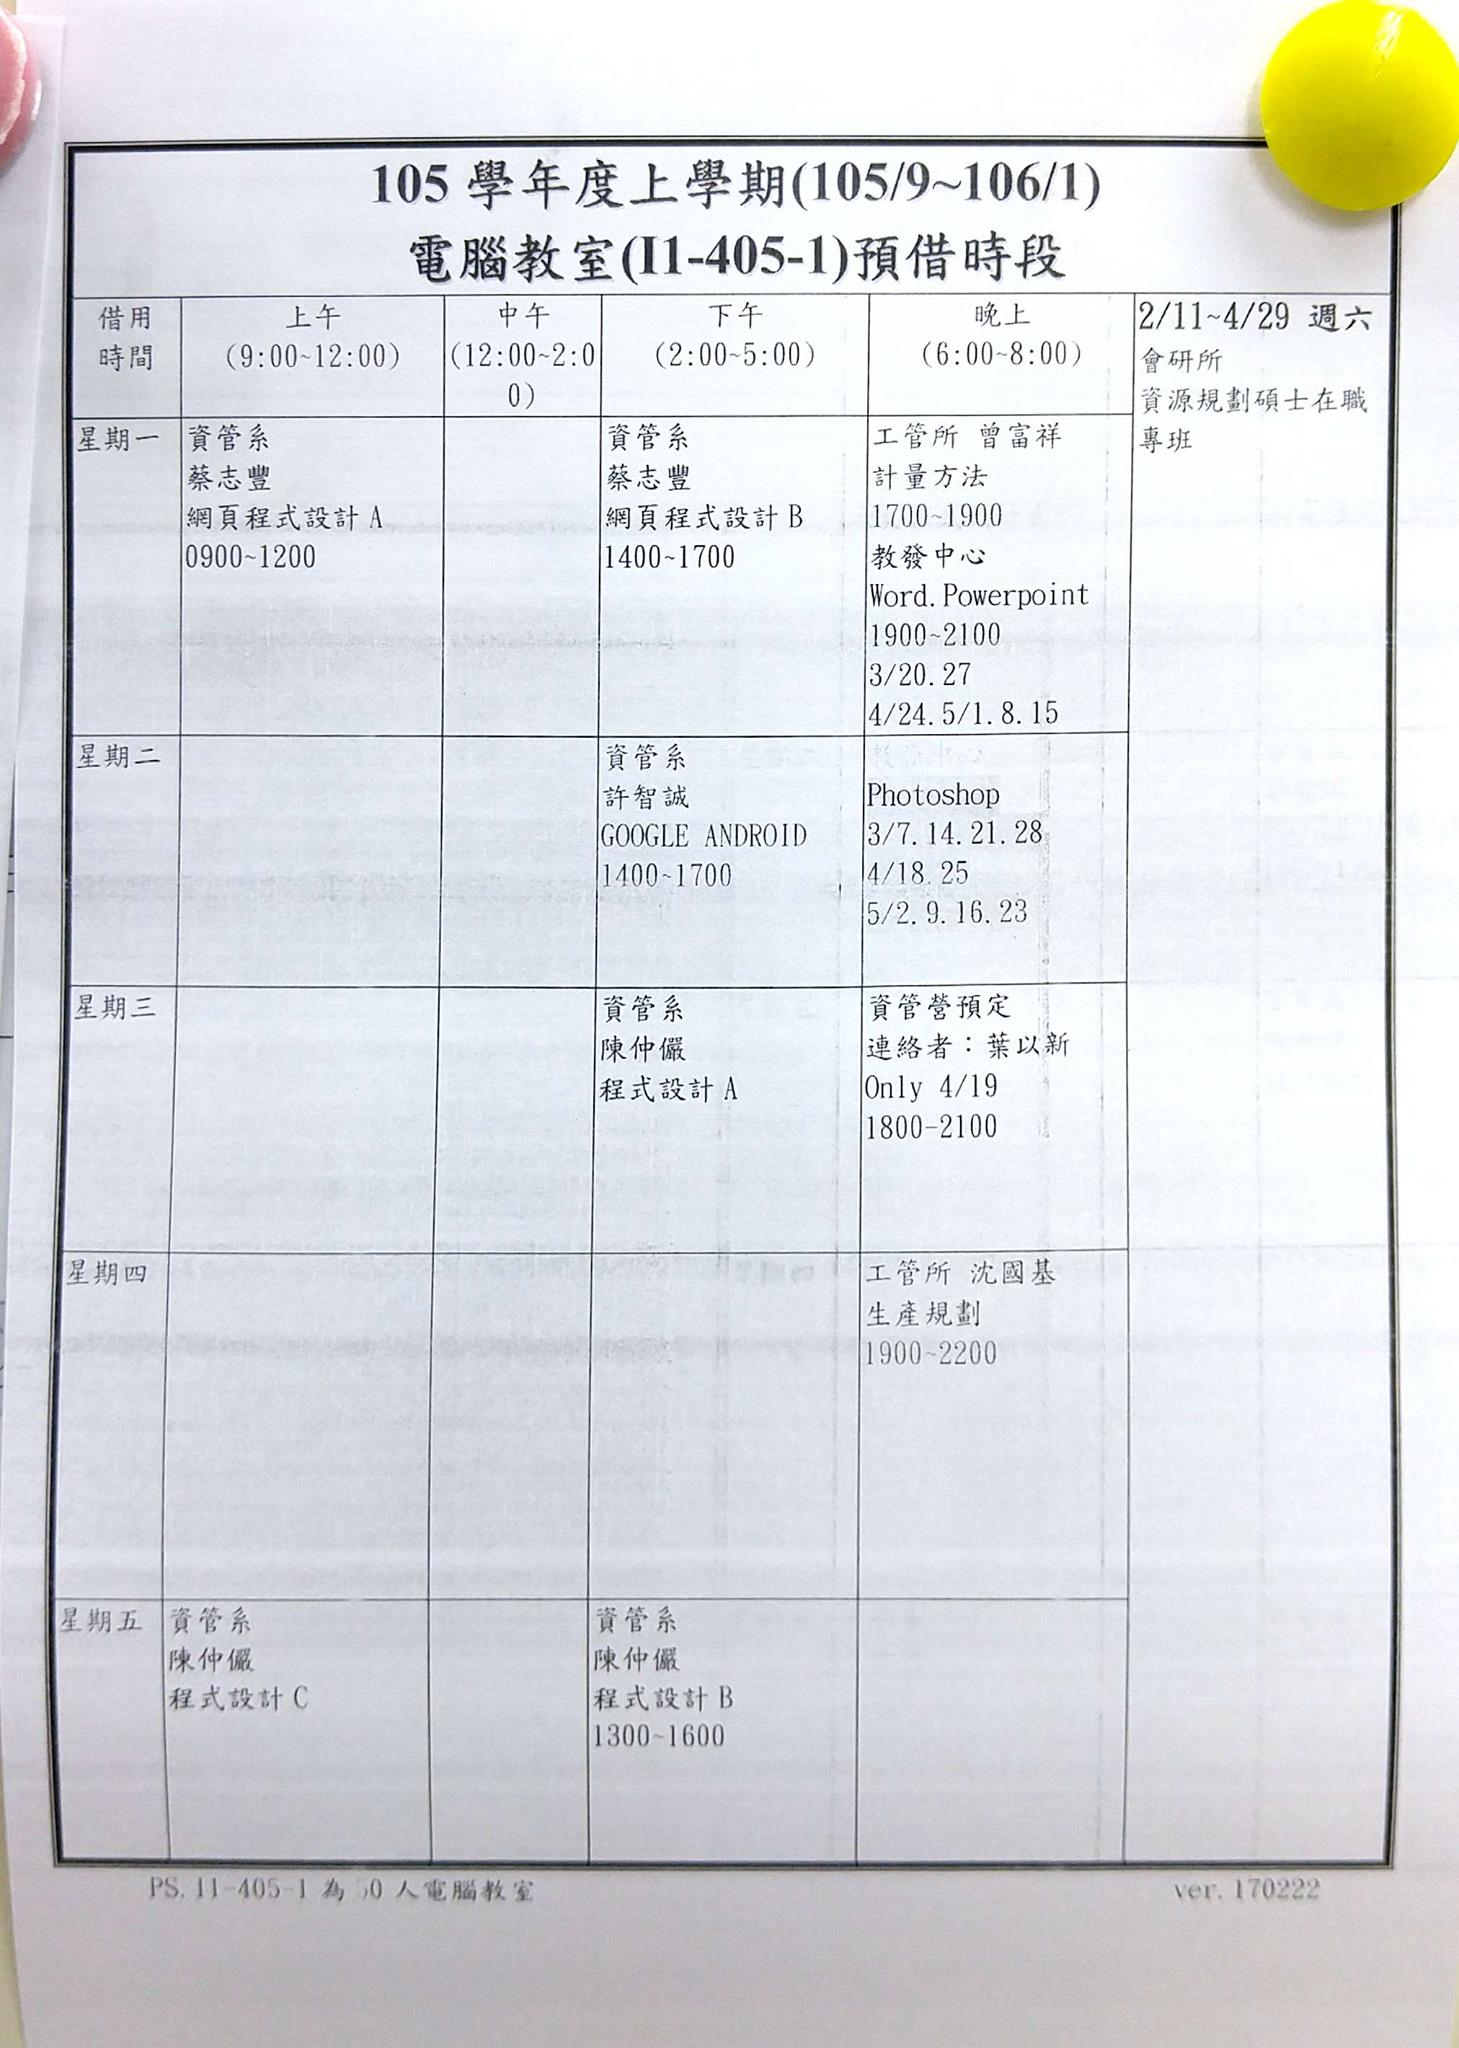 105 學年度上學期(105/9~106/1)
電腦教室(I1-405-1)預借時段
借用
時間
上午
(9:00~12:00)
中午
(12:00~2:0
0)
下午
(2:00~5:00)
晚上
(6:00~8:00)
2/11~4/29 週六
會研所
資源規劃碩士在職
專班
星期一
資管系
蔡志豐
網頁程式設計 A
0900~1200
資管系
蔡志豐
網頁程式設計 B
1400~1700
工管所 曾富祥
計量方法
1700~1900
教發中心
Word.Powerpoint
1900~2100
3/20.27
4/24.5/1.8.15
星期二
資管系
許智誠
GOOGLE ANDROID
1400~1700
Photoshop
3/7.14.21.28
4/18.25
5/2.9.16.23
星期三
資管系
陳仲儼
程式設計 A
資管營預定
連絡者：葉以新
Only 4/19
1800-2100
星期四
工管所 沈國基
生產規劃
1900~2200
星期五
資管系
陳仲儼
程式設計 C
資管系
陳仲儼
程式設計 B
1300~1600
PS. I1-405-1 為 50 人電腦教室
ver. 170222